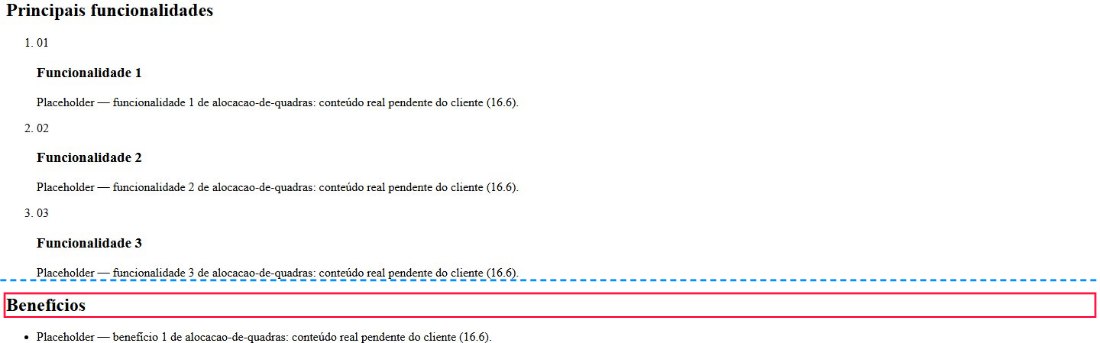 Principais funcionalidades
1. 01
Funcionalidade 1
Placeholder — funcionalidade 1 de alocacao-de-quadras: conteúdo real pendente do cliente (16.6).
2. 02
Funcionalidade 2
Placeholder — funcionalidade 2 de alocacao-de-quadras: conteúdo real pendente do cliente (16.6).
3. 03
Funcionalidade 3
Placeholder — funcionalidade 3 de alocacao-de-quadras: conteúdo real pendente do cliente (16.6).
Benefícios
• Placeholder — benefício 1 de alocacao-de-quadras: conteúdo real pendente do cliente (16.6).